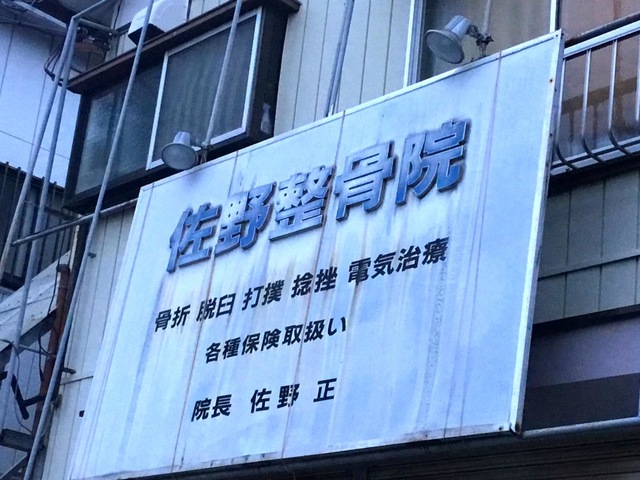 佐野整骨院
骨折 脱臼 打撲 捻挫 電気治療
各種保険取扱い
院長 佐野 正